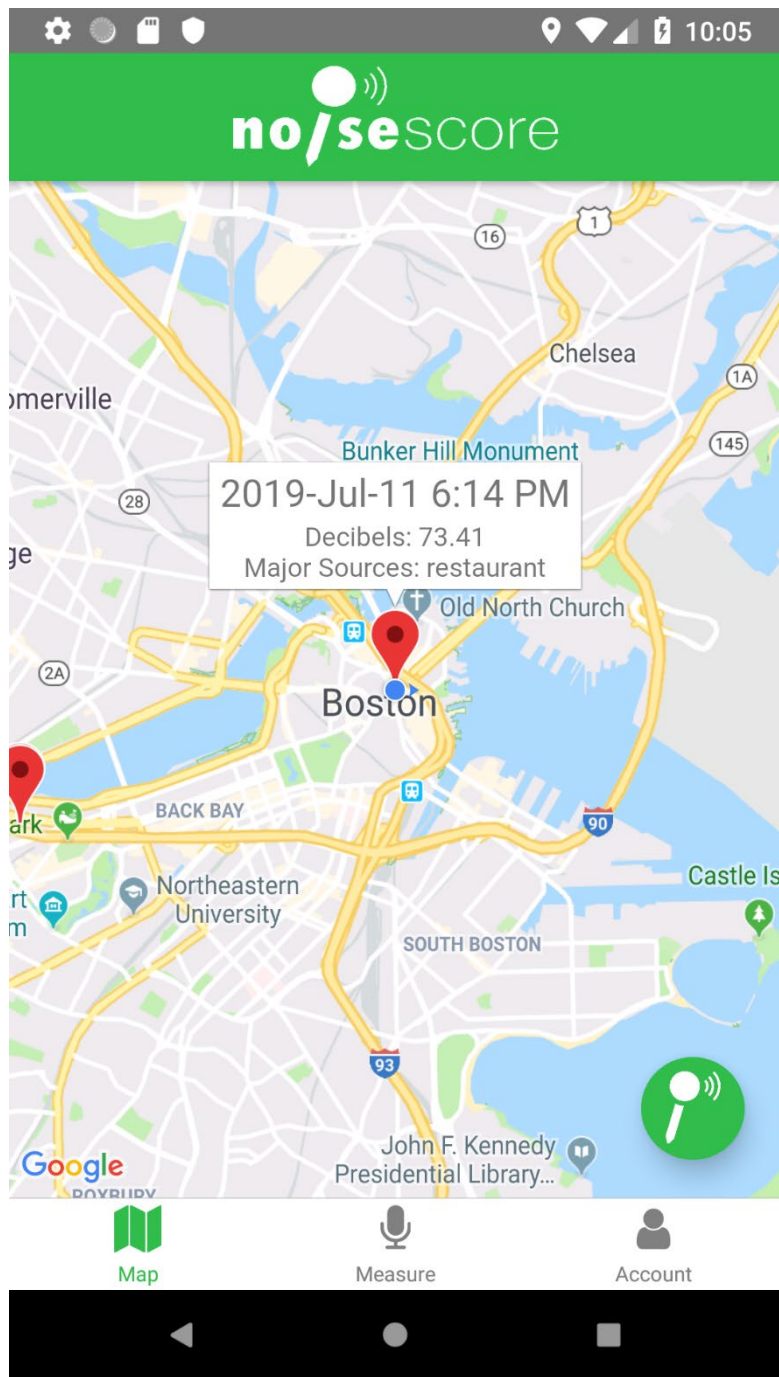 10:05
noisescore
16
1
Chelsea
1A
omerville
145
Bunker Hill Monument
28
2019-Jul-11 6:14 PM
Decibels: 73.41
Major Sources: restaurant
ge
Old North Church
2A
Boston
BACK BAY
ark
90
Castle Is
Northeastern
University
rt
m
SOUTH BOSTON
93
John F. Kennedy
Presidential Library...
Google
ROXBURY
Map
Measure
Account